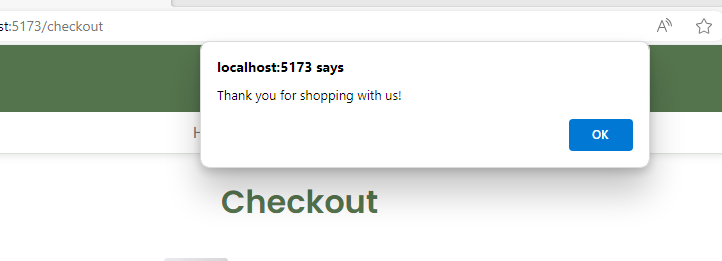 st:5173/checkout
localhost:5173 says
Thank you for shopping with us!
OK
H
Checkout